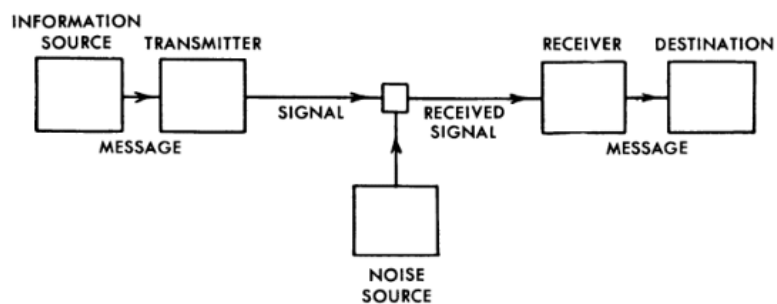 INFORMATION
SOURCE
TRANSMITTER
RECEIVER
DESTINATION
SIGNAL
RECEIVED
SIGNAL
MESSAGE
MESSAGE
NOISE
SOURCE